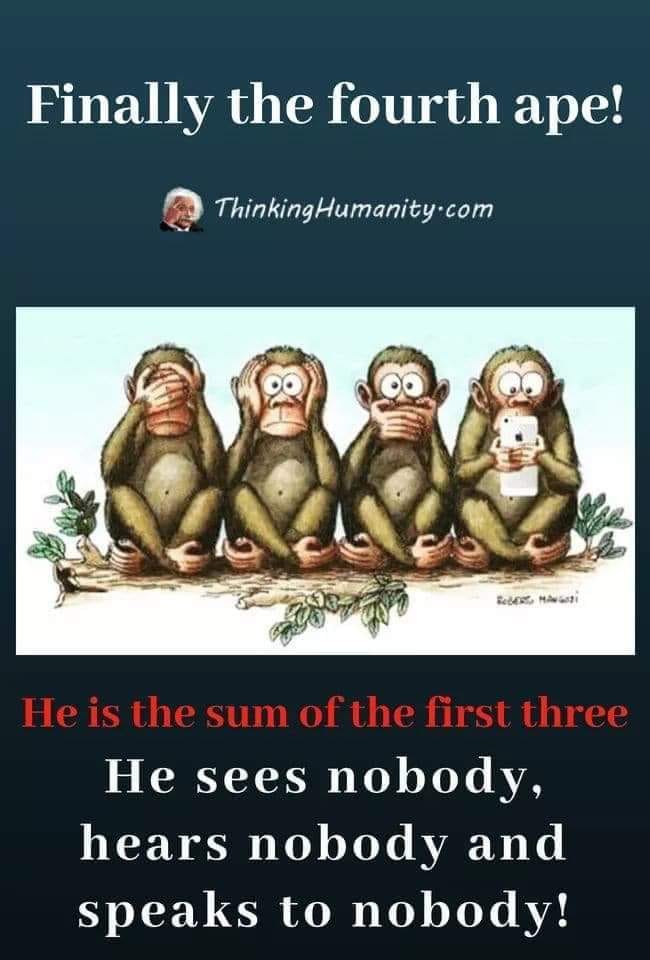 Finally the fourth ape!
ThinkingHumanity.com
ROBERTO MANGOSI
He is the sum of the first three
He sees nobody,
hears nobody and
speaks to nobody!